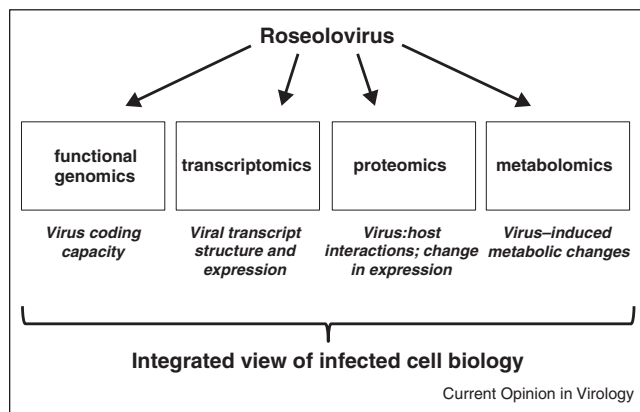 Roseolovirus
functional
genomics
transcriptomics
proteomics
metabolomics
Virus coding
capacity
Viral transcript
structure and
expression
Virus:host
interactions; change
in expression
Virus–induced
metabolic changes
Integrated view of infected cell biology
Current Opinion in Virology